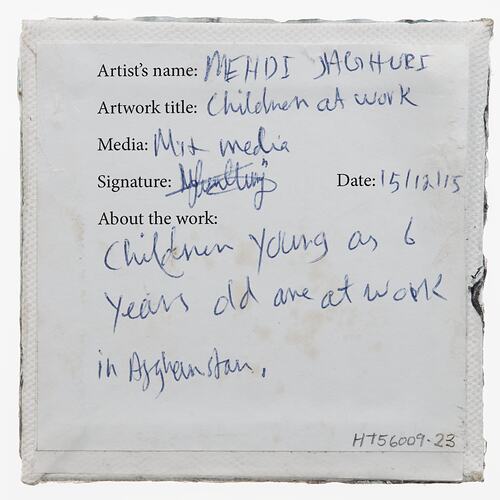 Artist's name: MEHDI JAGHURI
Artwork title: Children at work
Media: Mix media
Signature:
Date: 15/12/15
About the work:
Children young as 6
years old are at work
in Afghanstan.
HT56009.23